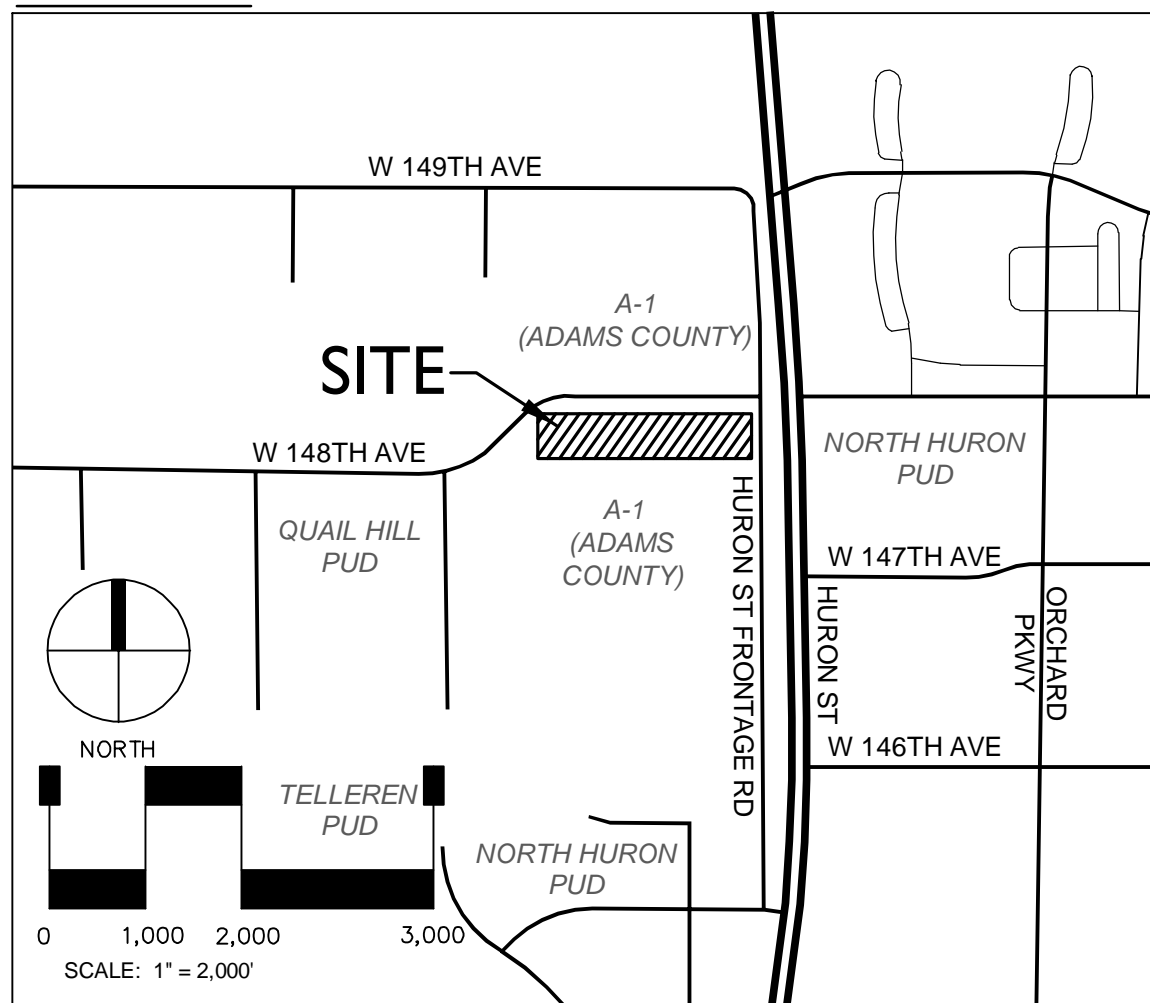 W 149TH AVE
A-1
(ADAMS COUNTY)
SITE
W 148TH AVE
NORTH HURON
PUD
QUAIL HILL
PUD
A-1
(ADAMS
COUNTY)
HURON ST FRONTAGE RD
W 147TH AVE
HURON ST
ORCHARD
PKWY
NORTH
W 146TH AVE
TELLEREN
PUD
NORTH HURON
PUD
0 1,000 2,000 3,000
SCALE: 1" = 2,000'